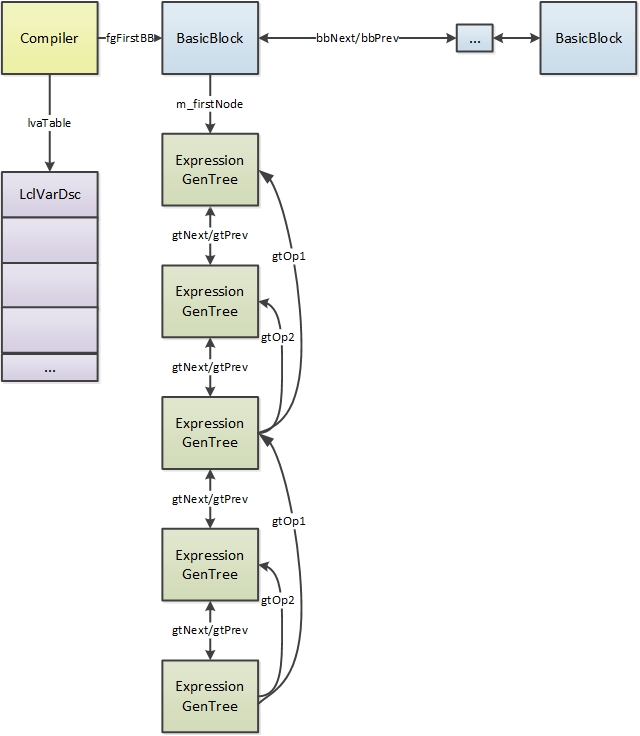 Compiler
fgFirstBB
BasicBlock
bbNext/bbPrev
...
BasicBlock
lvaTable
m_firstNode
LclVarDsc
...
Expression
GenTree
gtNext/gtPrev
gtOp1
Expression
GenTree
gtOp2
gtNext/gtPrev
Expression
GenTree
gtNext/gtPrev
gtOp1
Expression
GenTree
gtOp2
gtNext/gtPrev
Expression
GenTree